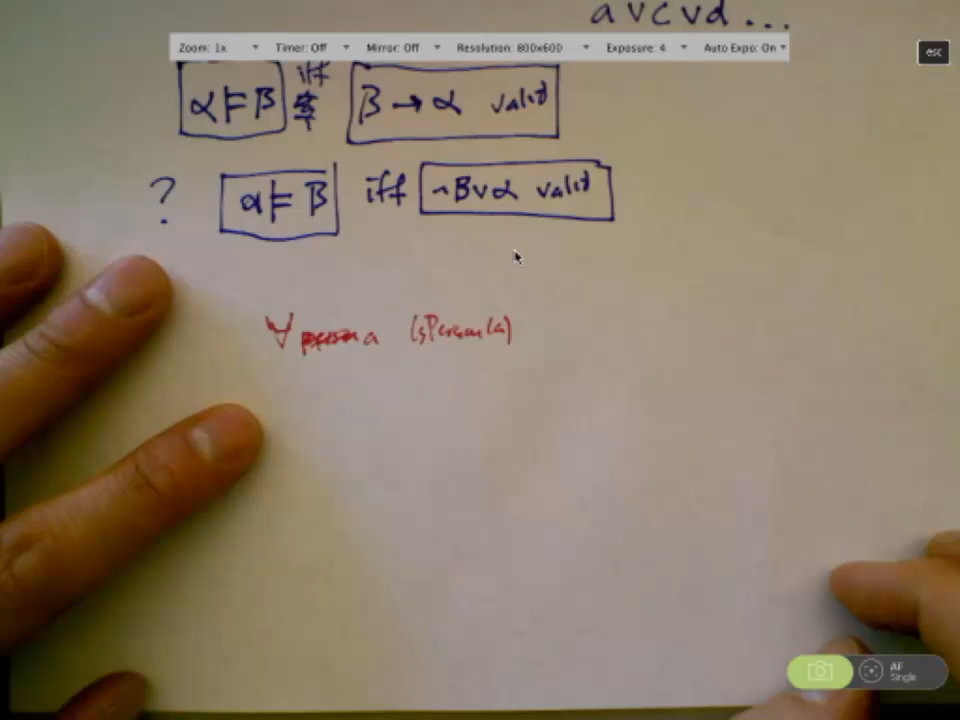 a v c v d ...
Zoom: 1x Timer: Off Mirror: Off Resolution: 800x600 Exposure: 4 Auto Expo: On
esc
α ⊨ β iff β → α valid
? α ⊨ β iff ¬β v α valid
∀ a (isPerson(a)
AF
Single